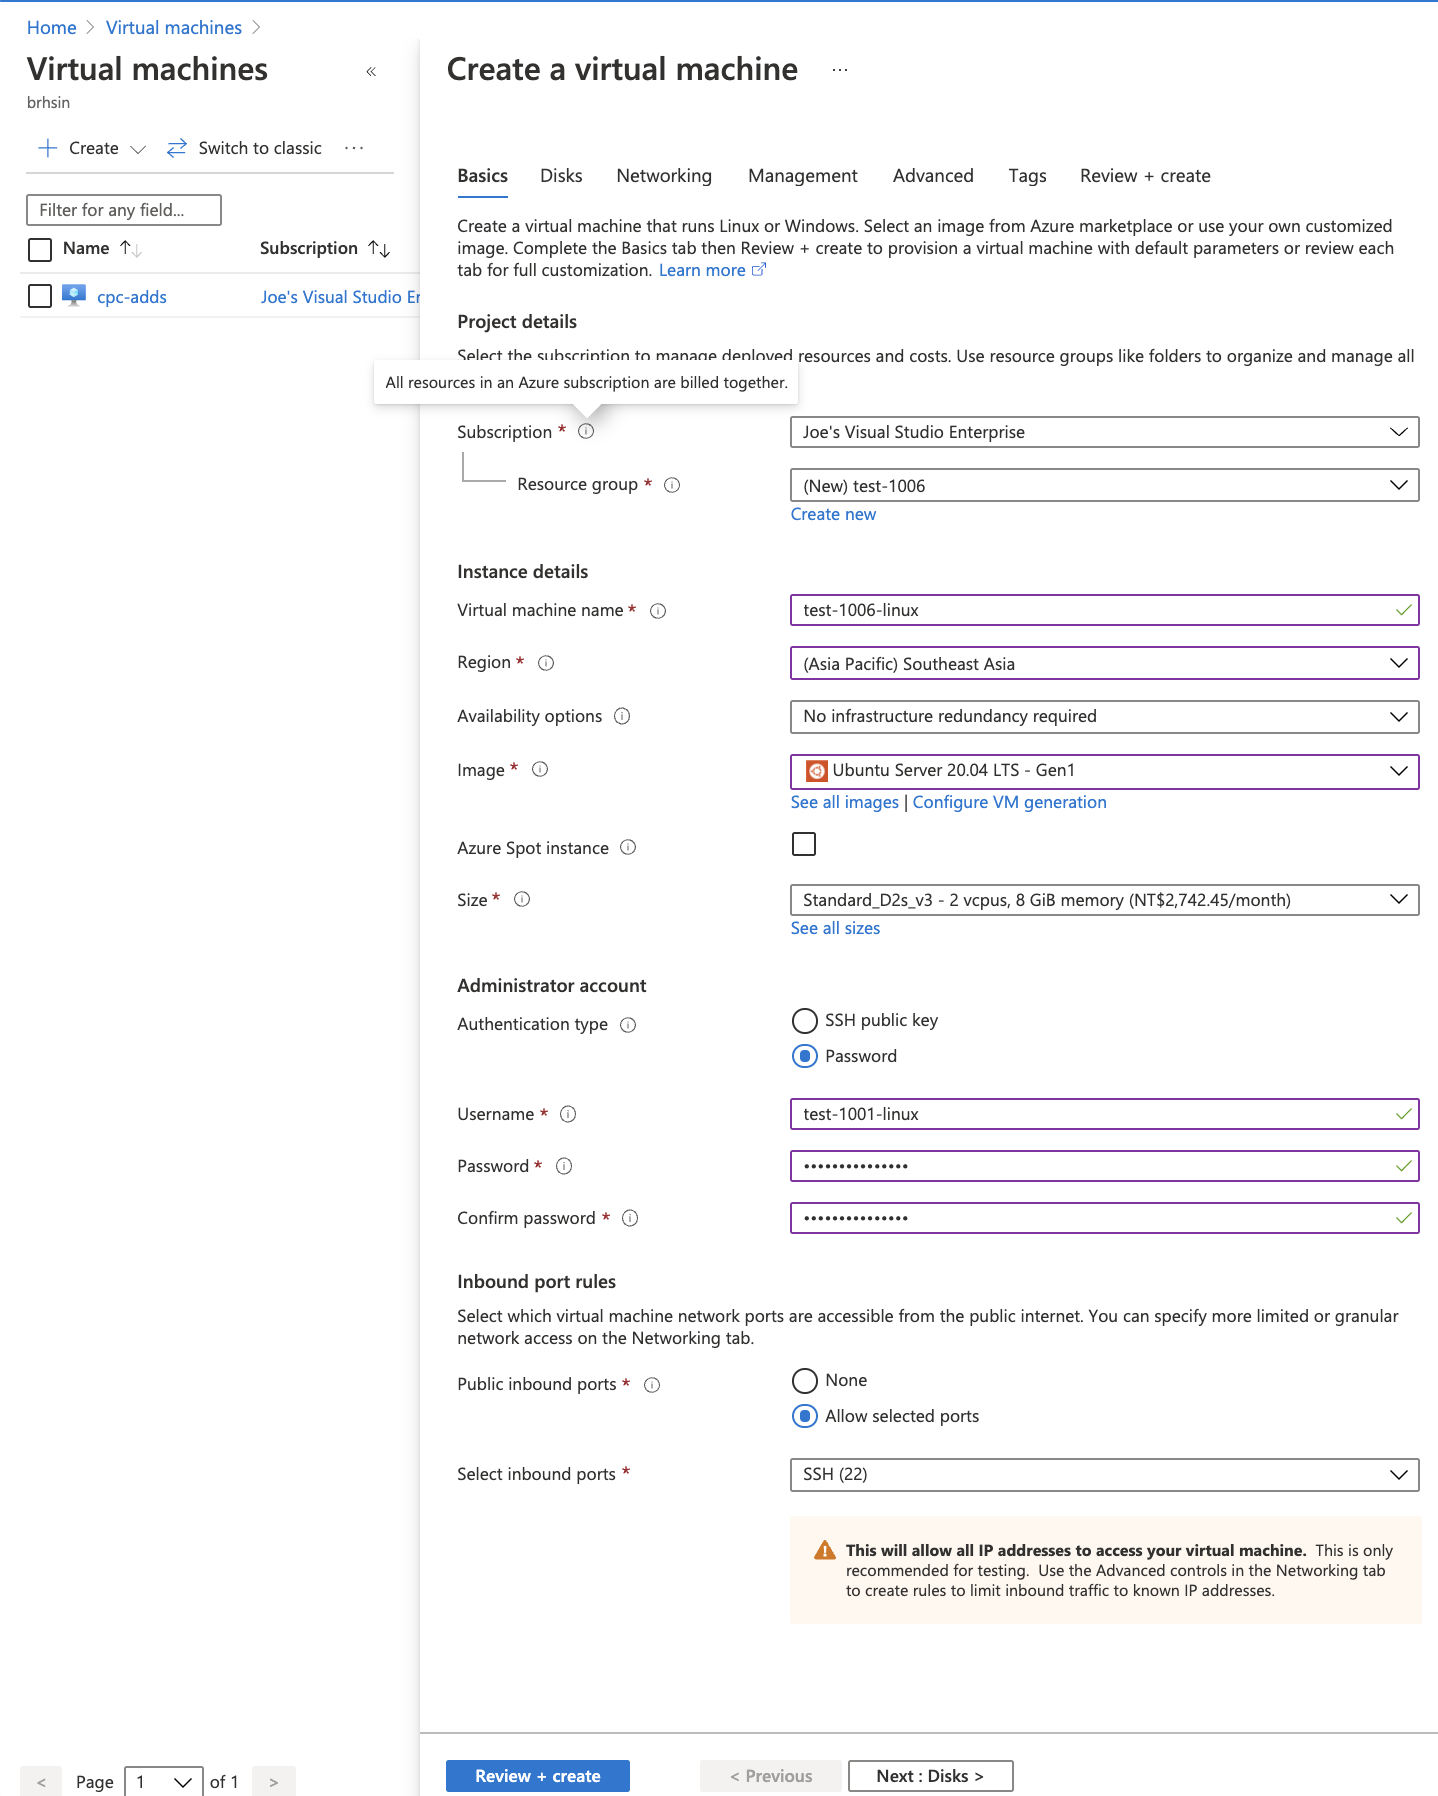 Home > Virtual machines >
Virtual machines «
brhsin
+ Create Switch to classic ...
Filter for any field...
Name ↑↓ Subscription ↑↓
cpc-adds Joe's Visual Studio Er
< Page 1 of 1 >
Create a virtual machine ...
Basics Disks Networking Management Advanced Tags Review + create
Create a virtual machine that runs Linux or Windows. Select an image from Azure marketplace or use your own customized
image. Complete the Basics tab then Review + create to provision a virtual machine with default parameters or review each
tab for full customization. Learn more
Project details
Select the subscription to manage deployed resources and costs. Use resource groups like folders to organize and manage all
All resources in an Azure subscription are billed together.
Subscription * Joe's Visual Studio Enterprise
Resource group * (New) test-1006
Create new
Instance details
Virtual machine name * test-1006-linux
Region * (Asia Pacific) Southeast Asia
Availability options No infrastructure redundancy required
Image * Ubuntu Server 20.04 LTS - Gen1
See all images | Configure VM generation
Azure Spot instance
Size * Standard_D2s_v3 - 2 vcpus, 8 GiB memory (NT$2,742.45/month)
See all sizes
Administrator account
Authentication type SSH public key
Password
Username * test-1001-linux
Password * •••••••••••••••
Confirm password * •••••••••••••••
Inbound port rules
Select which virtual machine network ports are accessible from the public internet. You can specify more limited or granular
network access on the Networking tab.
Public inbound ports * None
Allow selected ports
Select inbound ports * SSH (22)
This will allow all IP addresses to access your virtual machine. This is only
recommended for testing. Use the Advanced controls in the Networking tab
to create rules to limit inbound traffic to known IP addresses.
Review + create < Previous Next : Disks >